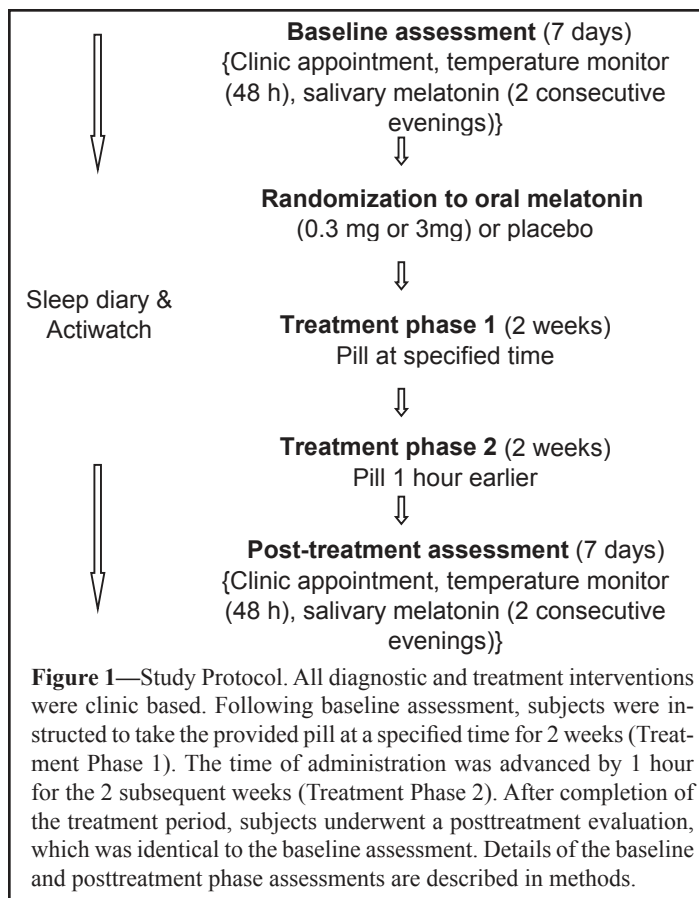 Baseline assessment (7 days)
{Clinic appointment, temperature monitor
(48 h), salivary melatonin (2 consecutive
evenings)}
Randomization to oral melatonin
(0.3 mg or 3mg) or placebo
Sleep diary &
Actiwatch
Treatment phase 1 (2 weeks)
Pill at specified time
Treatment phase 2 (2 weeks)
Pill 1 hour earlier
Post-treatment assessment (7 days)
{Clinic appointment, temperature monitor
(48 h), salivary melatonin (2 consecutive
evenings)}
Figure 1—Study Protocol. All diagnostic and treatment interventions
were clinic based. Following baseline assessment, subjects were in-
structed to take the provided pill at a specified time for 2 weeks (Treat-
ment Phase 1). The time of administration was advanced by 1 hour
for the 2 subsequent weeks (Treatment Phase 2). After completion of
the treatment period, subjects underwent a posttreatment evaluation,
which was identical to the baseline assessment. Details of the baseline
and posttreatment phase assessments are described in methods.